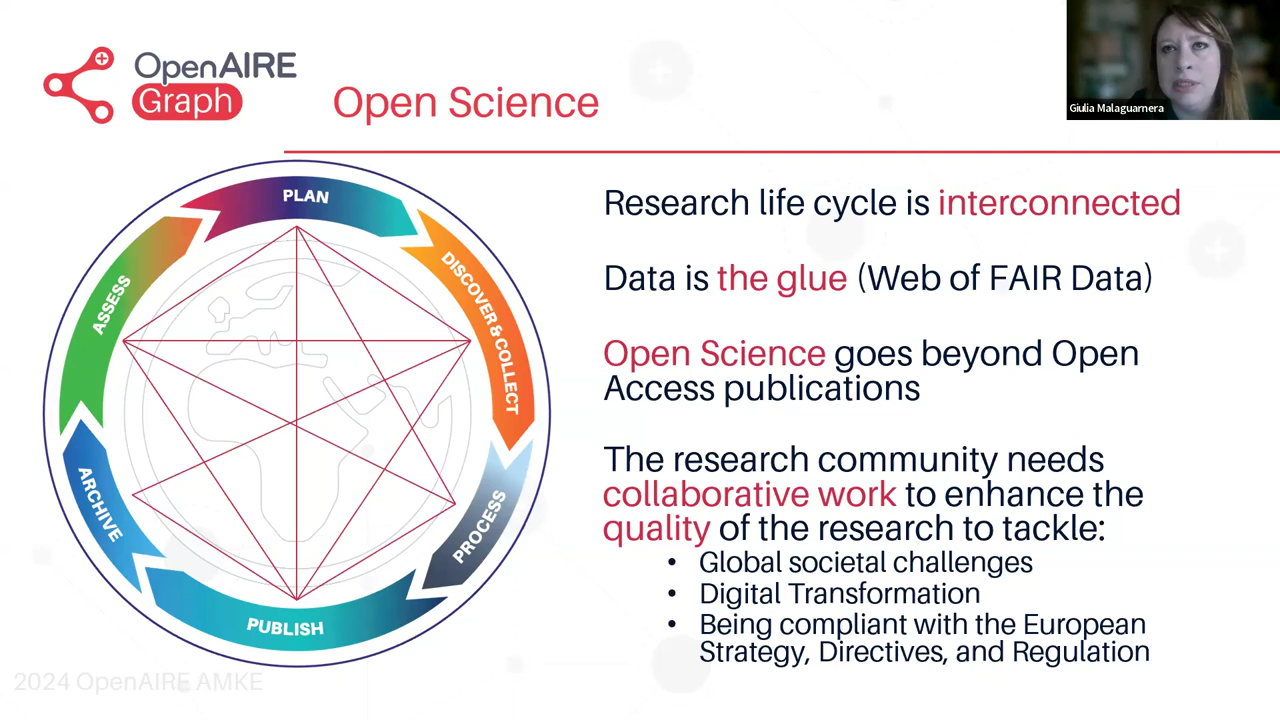 OpenAIRE
Graph
Open Science
Giulia Malaguarnera
PLAN
DISCOVER & COLLECT
PROCESS
PUBLISH
ARCHIVE
ASSESS
Research life cycle is interconnected
Data is the glue (Web of FAIR Data)
Open Science goes beyond Open
Access publications
The research community needs
collaborative work to enhance the
quality of the research to tackle:
• Global societal challenges
• Digital Transformation
• Being compliant with the European
Strategy, Directives, and Regulation
2024 OpenAIRE AMKE